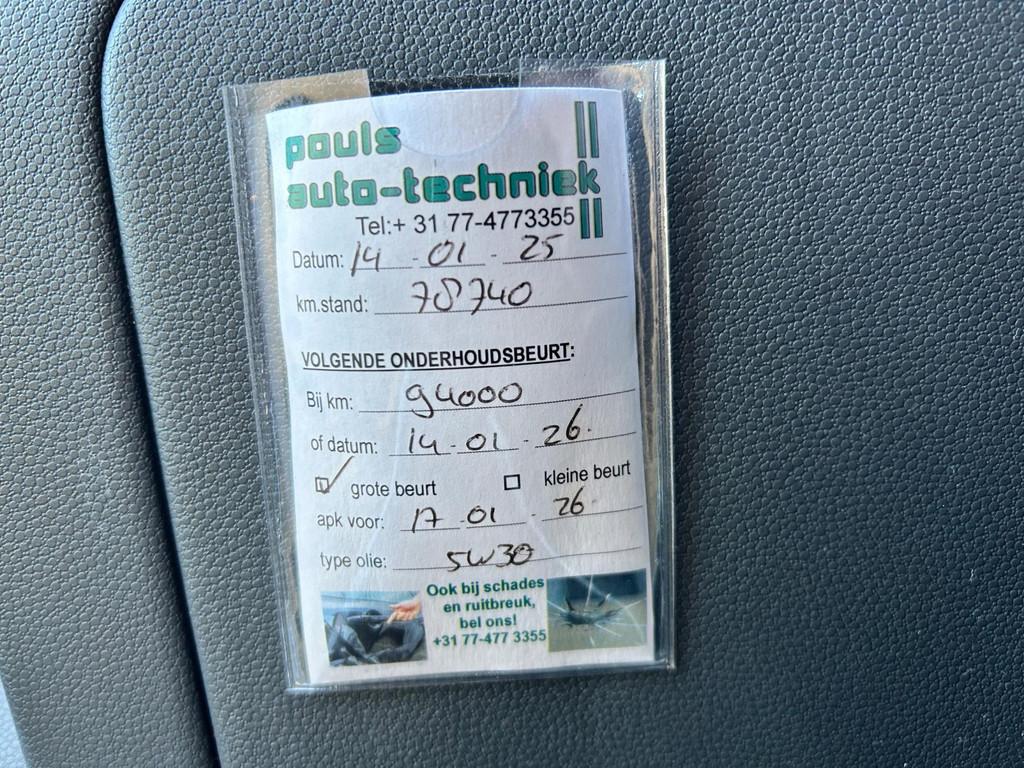 pouls
auto-techniek
Tel:+ 31 77-4773355
Datum: 14 - 01 - 25
km.stand: 78740
VOLGENDE ONDERHOUDSBEURT:
Bij km: 94000
of datum: 14 - 01 - 26.
grote beurt kleine beurt
apk voor: 17 - 01 - 26
type olie: 5W30
Ook bij schades
en ruitbreuk,
bel ons!
+31 77-477 3355